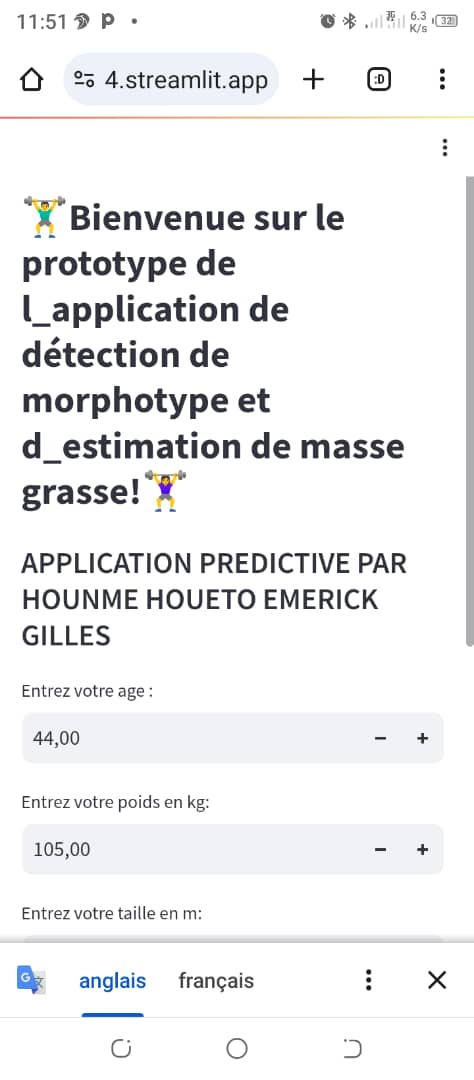 11:51
6.3
K/s
32
4.streamlit.app
:D
Bienvenue sur le
prototype de
l_application de
détection de
morphotype et
d_estimation de masse
grasse!
APPLICATION PREDICTIVE PAR
HOUNME HOUETO EMERICK
GILLES
Entrez votre age :
44,00
Entrez votre poids en kg:
105,00
Entrez votre taille en m:
anglais français